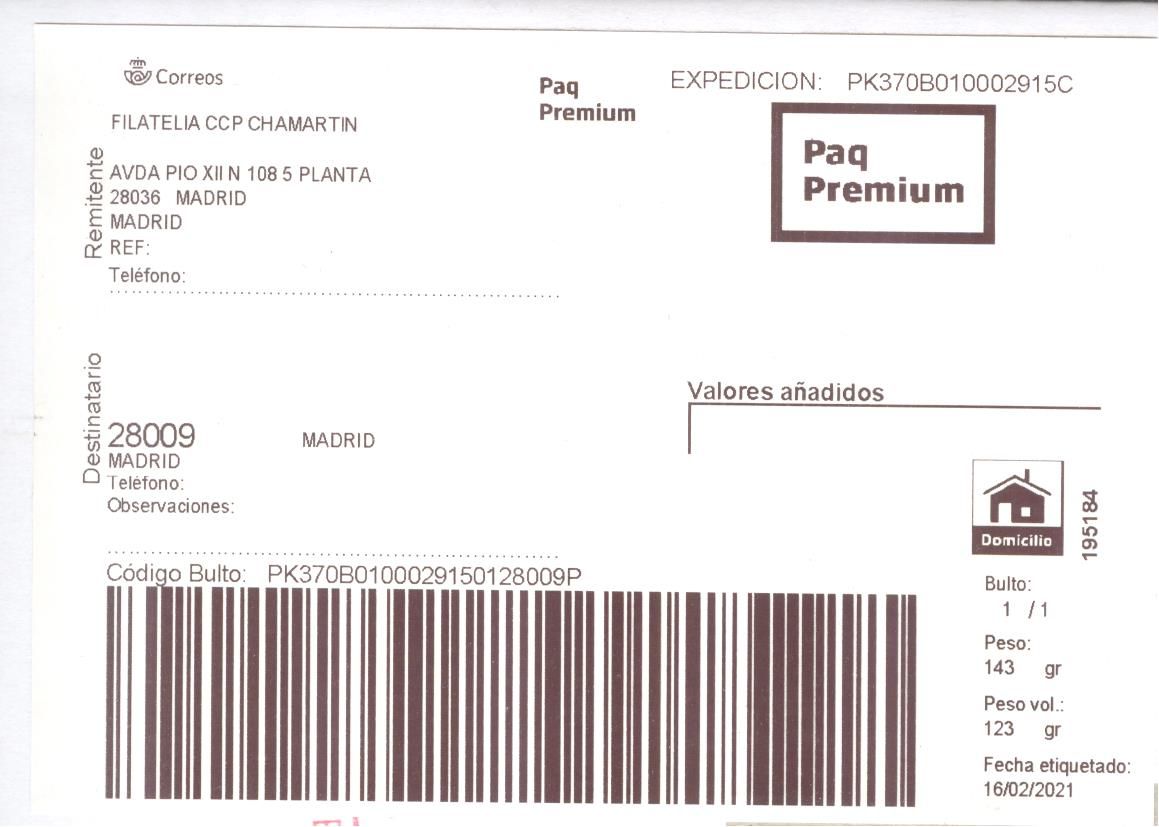 Correos
Paq
Premium
EXPEDICION: PK370B010002915C
Paq
Premium
Remitente
FILATELIA CCP CHAMARTIN
AVDA PIO XII N 108 5 PLANTA
28036 MADRID
MADRID
REF:
Teléfono:
Destinatario
28009 MADRID
MADRID
Teléfono:
Observaciones:
Valores añadidos
Domicilio
195184
Código Bulto: PK370B0100029150128009P
Bulto:
1 / 1
Peso:
143 gr
Peso vol.:
123 gr
Fecha etiquetado:
16/02/2021